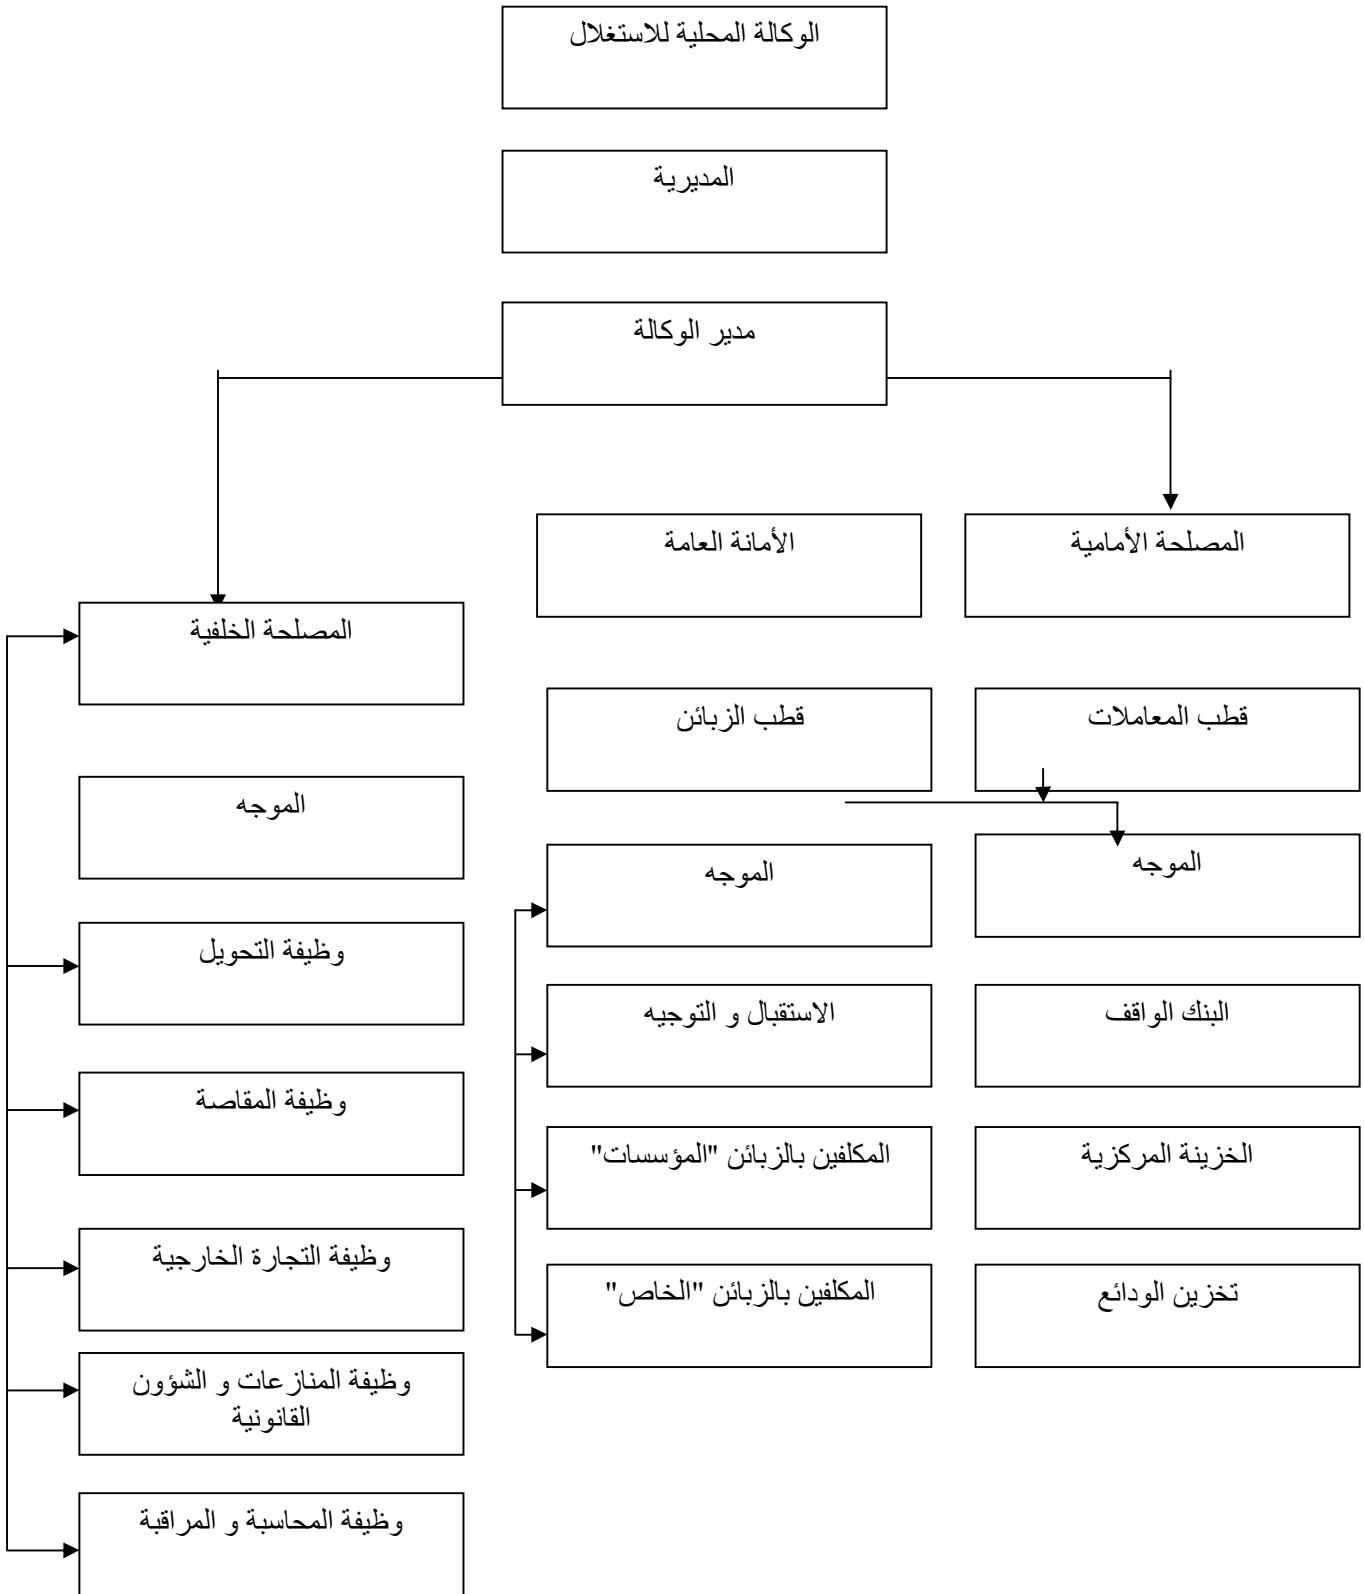 الوكالة المحلية للاستغلال
المديرية
مدير الوكالة
المصلحة الأمامية
الأمانة العامة
المصلحة الخلفية
قطب المعاملات
قطب الزبائن
الموجه
الموجه
الموجه
وظيفة التحويل
البنك الواقف
الاستقبال و التوجيه
وظيفة المقاصة
الخزينة المركزية
المكلفين بالزبائن "المؤسسات"
وظيفة التجارة الخارجية
تخزين الودائع
المكلفين بالزبائن "الخاص"
وظيفة المنازعات و الشؤون
القانونية
وظيفة المحاسبة و المراقبة